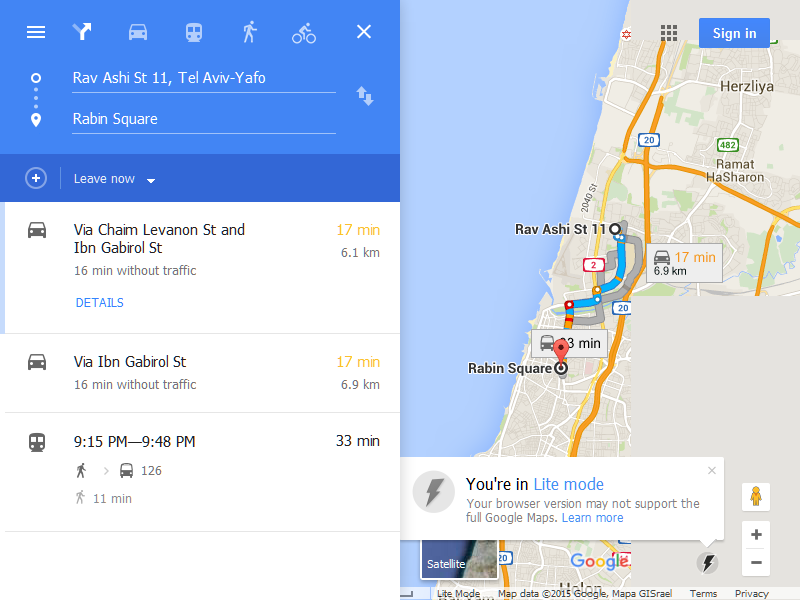 Rav Ashi St 11, Tel Aviv-Yafo
Rabin Square
Leave now
Via Chaim Levanon St and
Ibn Gabirol St
17 min
6.1 km
16 min without traffic
DETAILS
Via Ibn Gabirol St
17 min
16 min without traffic
6.9 km
9:15 PM—9:48 PM
33 min
126
11 min
Sign in
Herzliya
20
482
Ramat
HaSharon
2040 St
Rav Ashi St 11
2
17 min
6.9 km
20
33 min
Rabin Square
You're in Lite mode
Your browser version may not support the
full Google Maps. Learn more
Satellite
20
Google
Holon
Lite Mode
Map data ©2015 Google, Mapa GISrael
Terms
Privacy